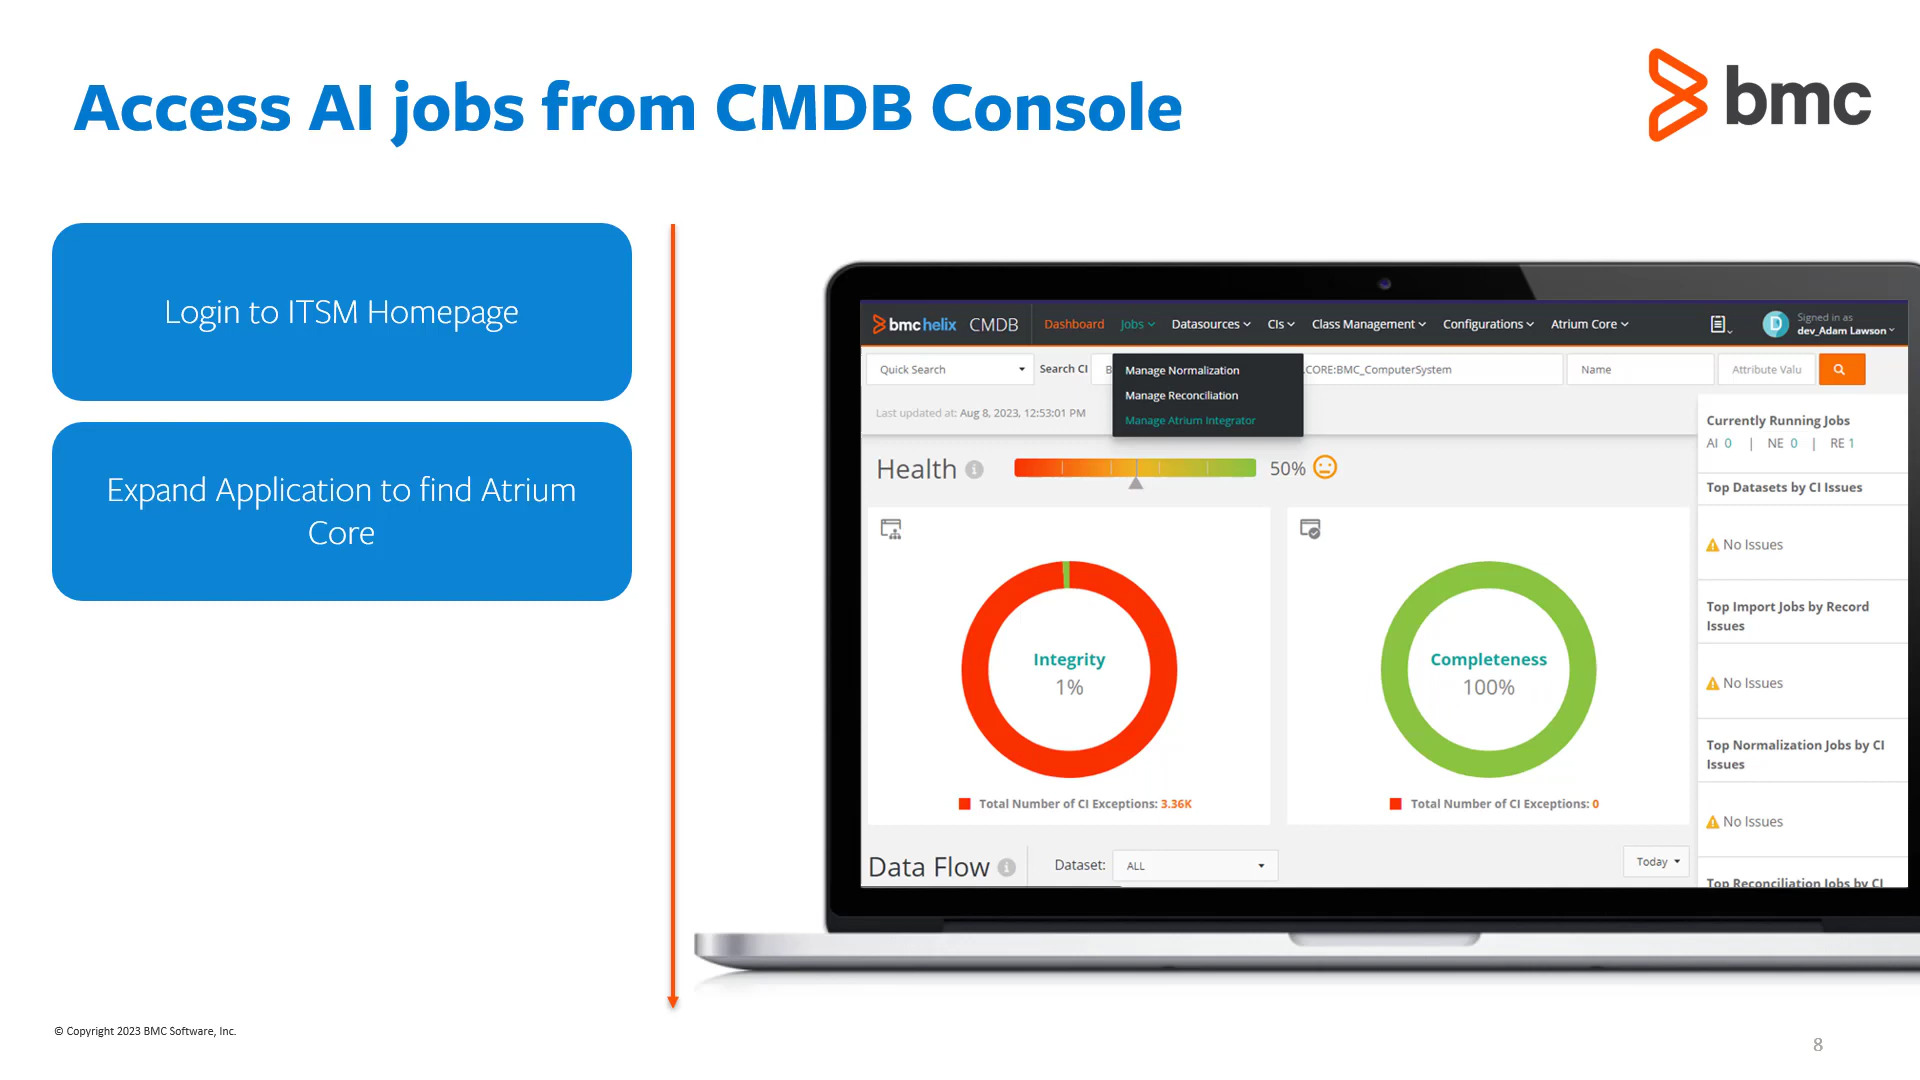 Access AI jobs from CMDB Console
bmc
Login to ITSM Homepage
Expand Application to find Atrium
Core
bmc helix CMDB Dashboard Jobs Datasources CIs Class Management Configurations Atrium Core
D
Signed in as
dev_Adam Lawson
Quick Search Search CI B .CORE:BMC_ComputerSystem Name Attribute Valu
Manage Normalization
Manage Reconciliation
Manage Atrium Integrator
Last updated at: Aug 8, 2023, 12:53:01 PM
Health 50%
Integrity
1%
Total Number of CI Exceptions: 3.36K
Completeness
100%
Total Number of CI Exceptions: 0
Data Flow Dataset: ALL Today
Currently Running Jobs
AI 0 | NE 0 | RE 1
Top Datasets by CI Issues
No Issues
Top Import Jobs by Record
Issues
No Issues
Top Normalization Jobs by CI
Issues
No Issues
Top Reconciliation Jobs by CI
© Copyright 2023 BMC Software, Inc.
8